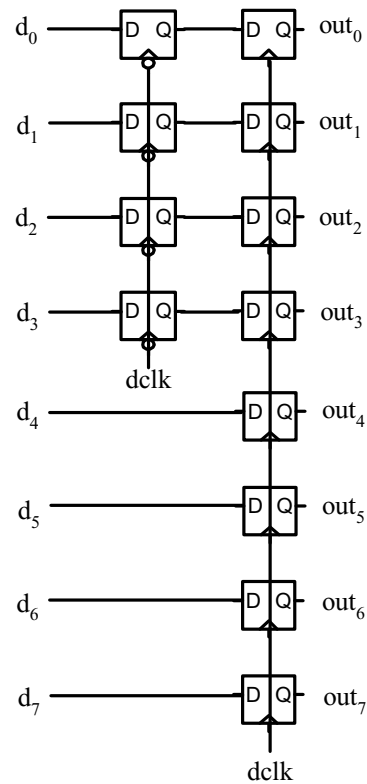 d₀ D Q D Q out₀
d₁ D Q D Q out₁
d₂ D Q D Q out₂
d₃ D Q D Q out₃
dclk
d₄ D Q out₄
d₅ D Q out₅
d₆ D Q out₆
d₇ D Q out₇
dclk